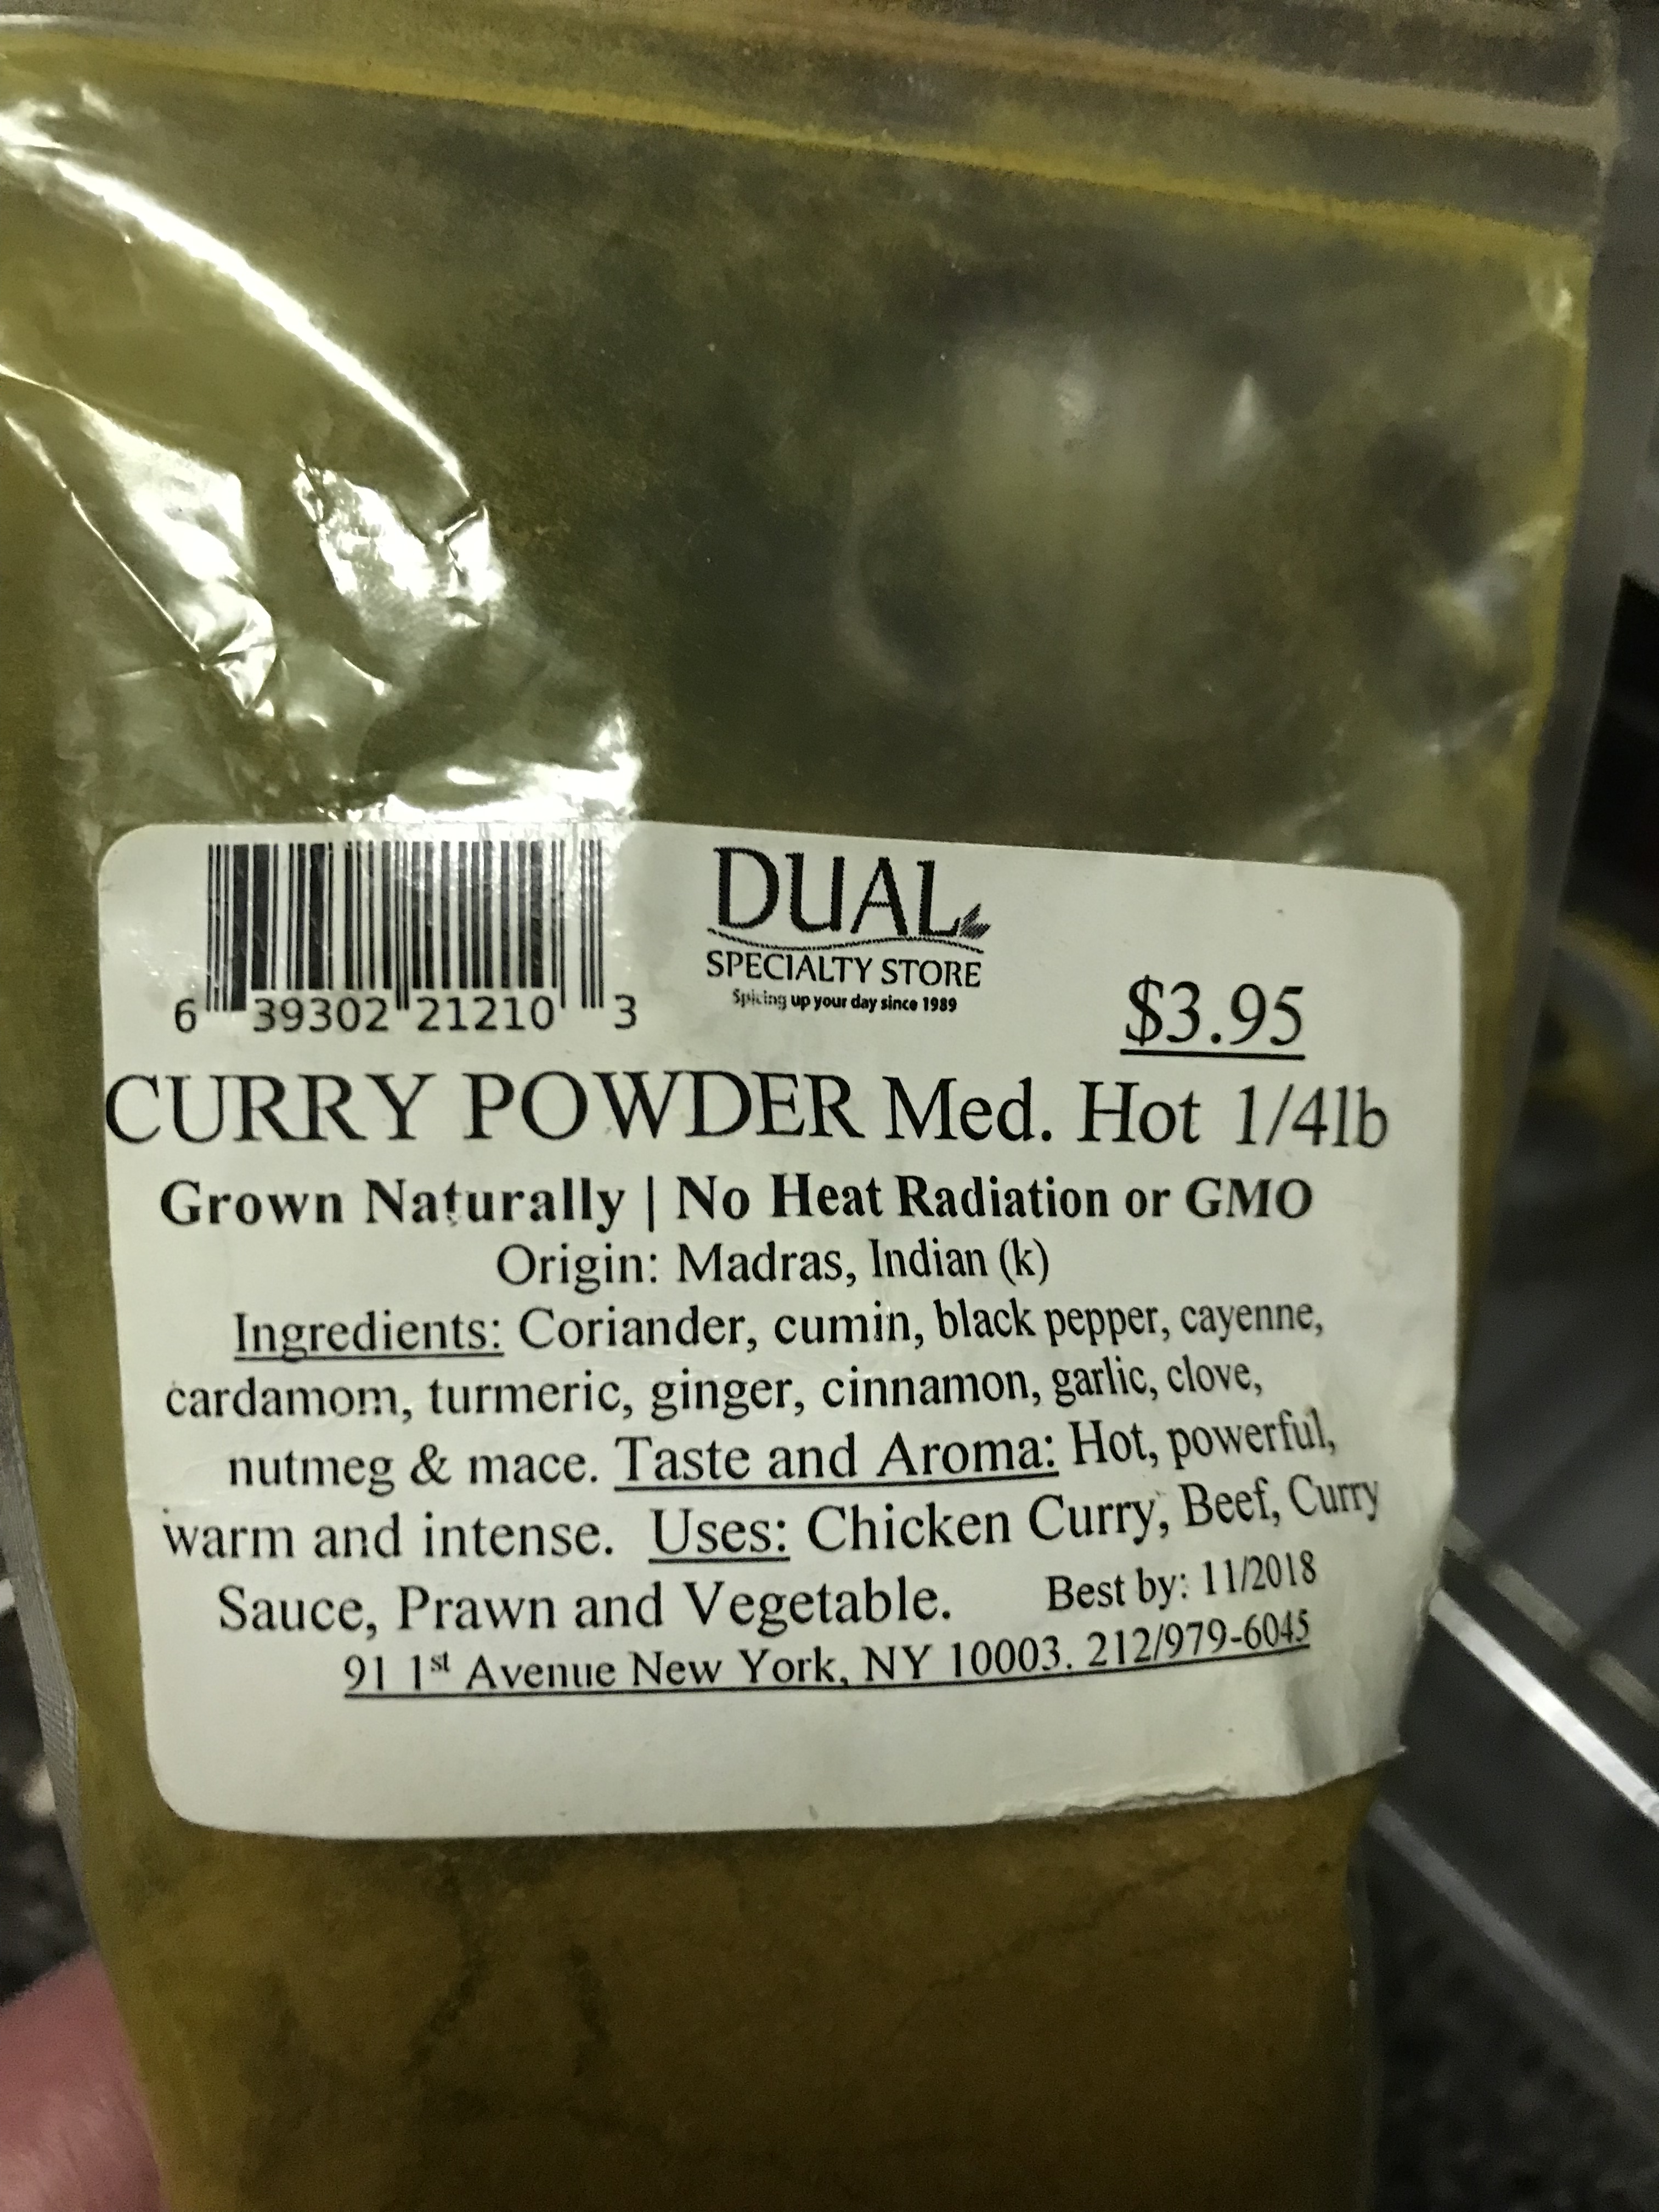 DUAL
SPECIALTY STORE
Spicing up your day since 1989
6 39302 21210 3
$3.95
CURRY POWDER Med. Hot 1/4lb
Grown Naturally | No Heat Radiation or GMO
Origin: Madras, Indian (k)
Ingredients: Coriander, cumin, black pepper, cayenne,
cardamom, turmeric, ginger, cinnamon, garlic, clove,
nutmeg & mace. Taste and Aroma: Hot, powerful,
warm and intense. Uses: Chicken Curry, Beef, Curry
Sauce, Prawn and Vegetable. Best by: 11/2018
91 1st Avenue New York, NY 10003. 212/979-6045